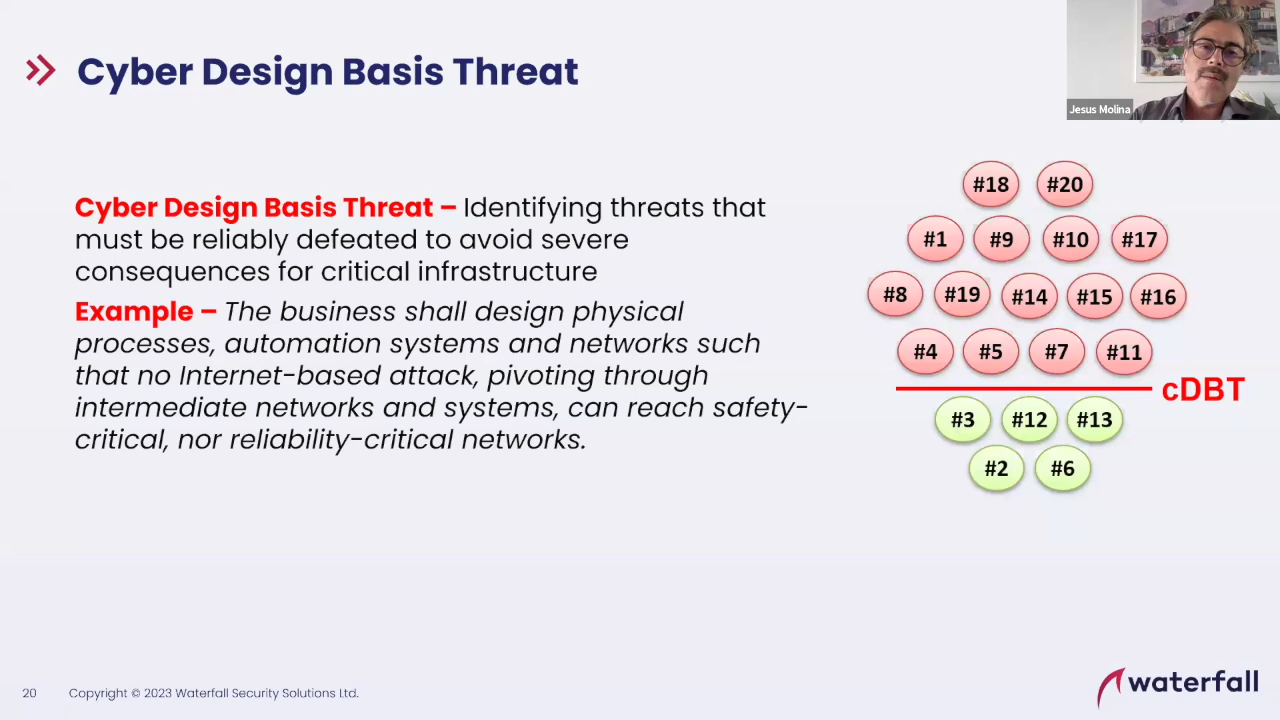 Cyber Design Basis Threat
Jesus Molina
Cyber Design Basis Threat – Identifying threats that
must be reliably defeated to avoid severe
consequences for critical infrastructure
Example – The business shall design physical
processes, automation systems and networks such
that no Internet-based attack, pivoting through
intermediate networks and systems, can reach safety-
critical, nor reliability-critical networks.
#18 #20
#1 #9 #10 #17
#8 #19 #14 #15 #16
#4 #5 #7 #11
cDBT
#3 #12 #13
#2 #6
20 Copyright © 2023 Waterfall Security Solutions Ltd.
waterfall